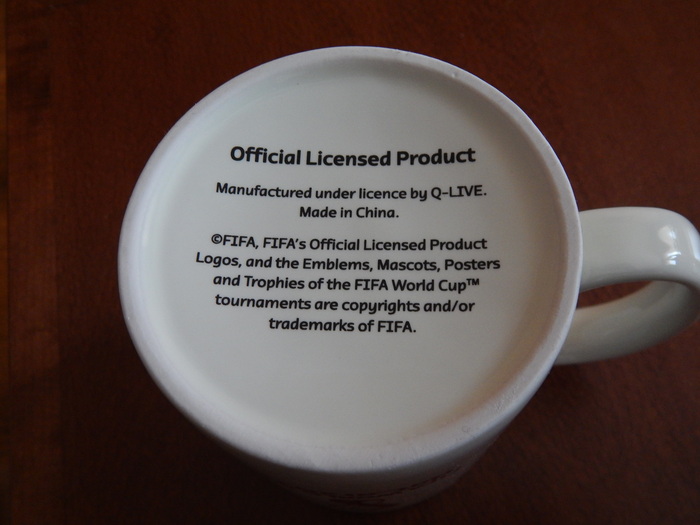 Official Licensed Product
Manufactured under licence by Q-LIVE.
Made in China.
©FIFA, FIFA's Official Licensed Product
Logos, and the Emblems, Mascots, Posters
and Trophies of the FIFA World Cup™
tournaments are copyrights and/or
trademarks of FIFA.